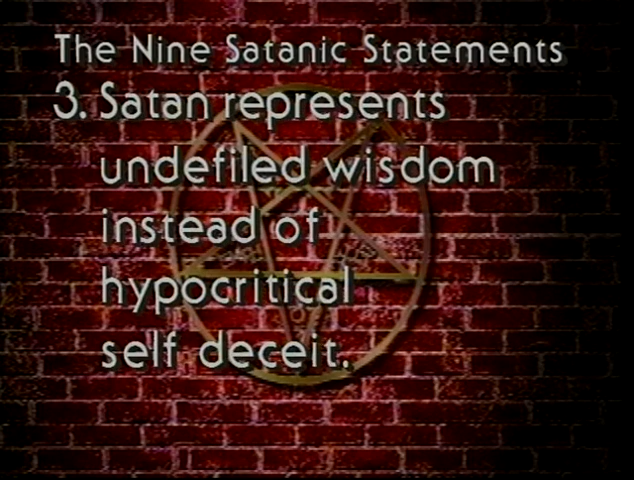 The Nine Satanic Statements
3. Satan represents
undefiled wisdom
instead of
hypocritical
self deceit.